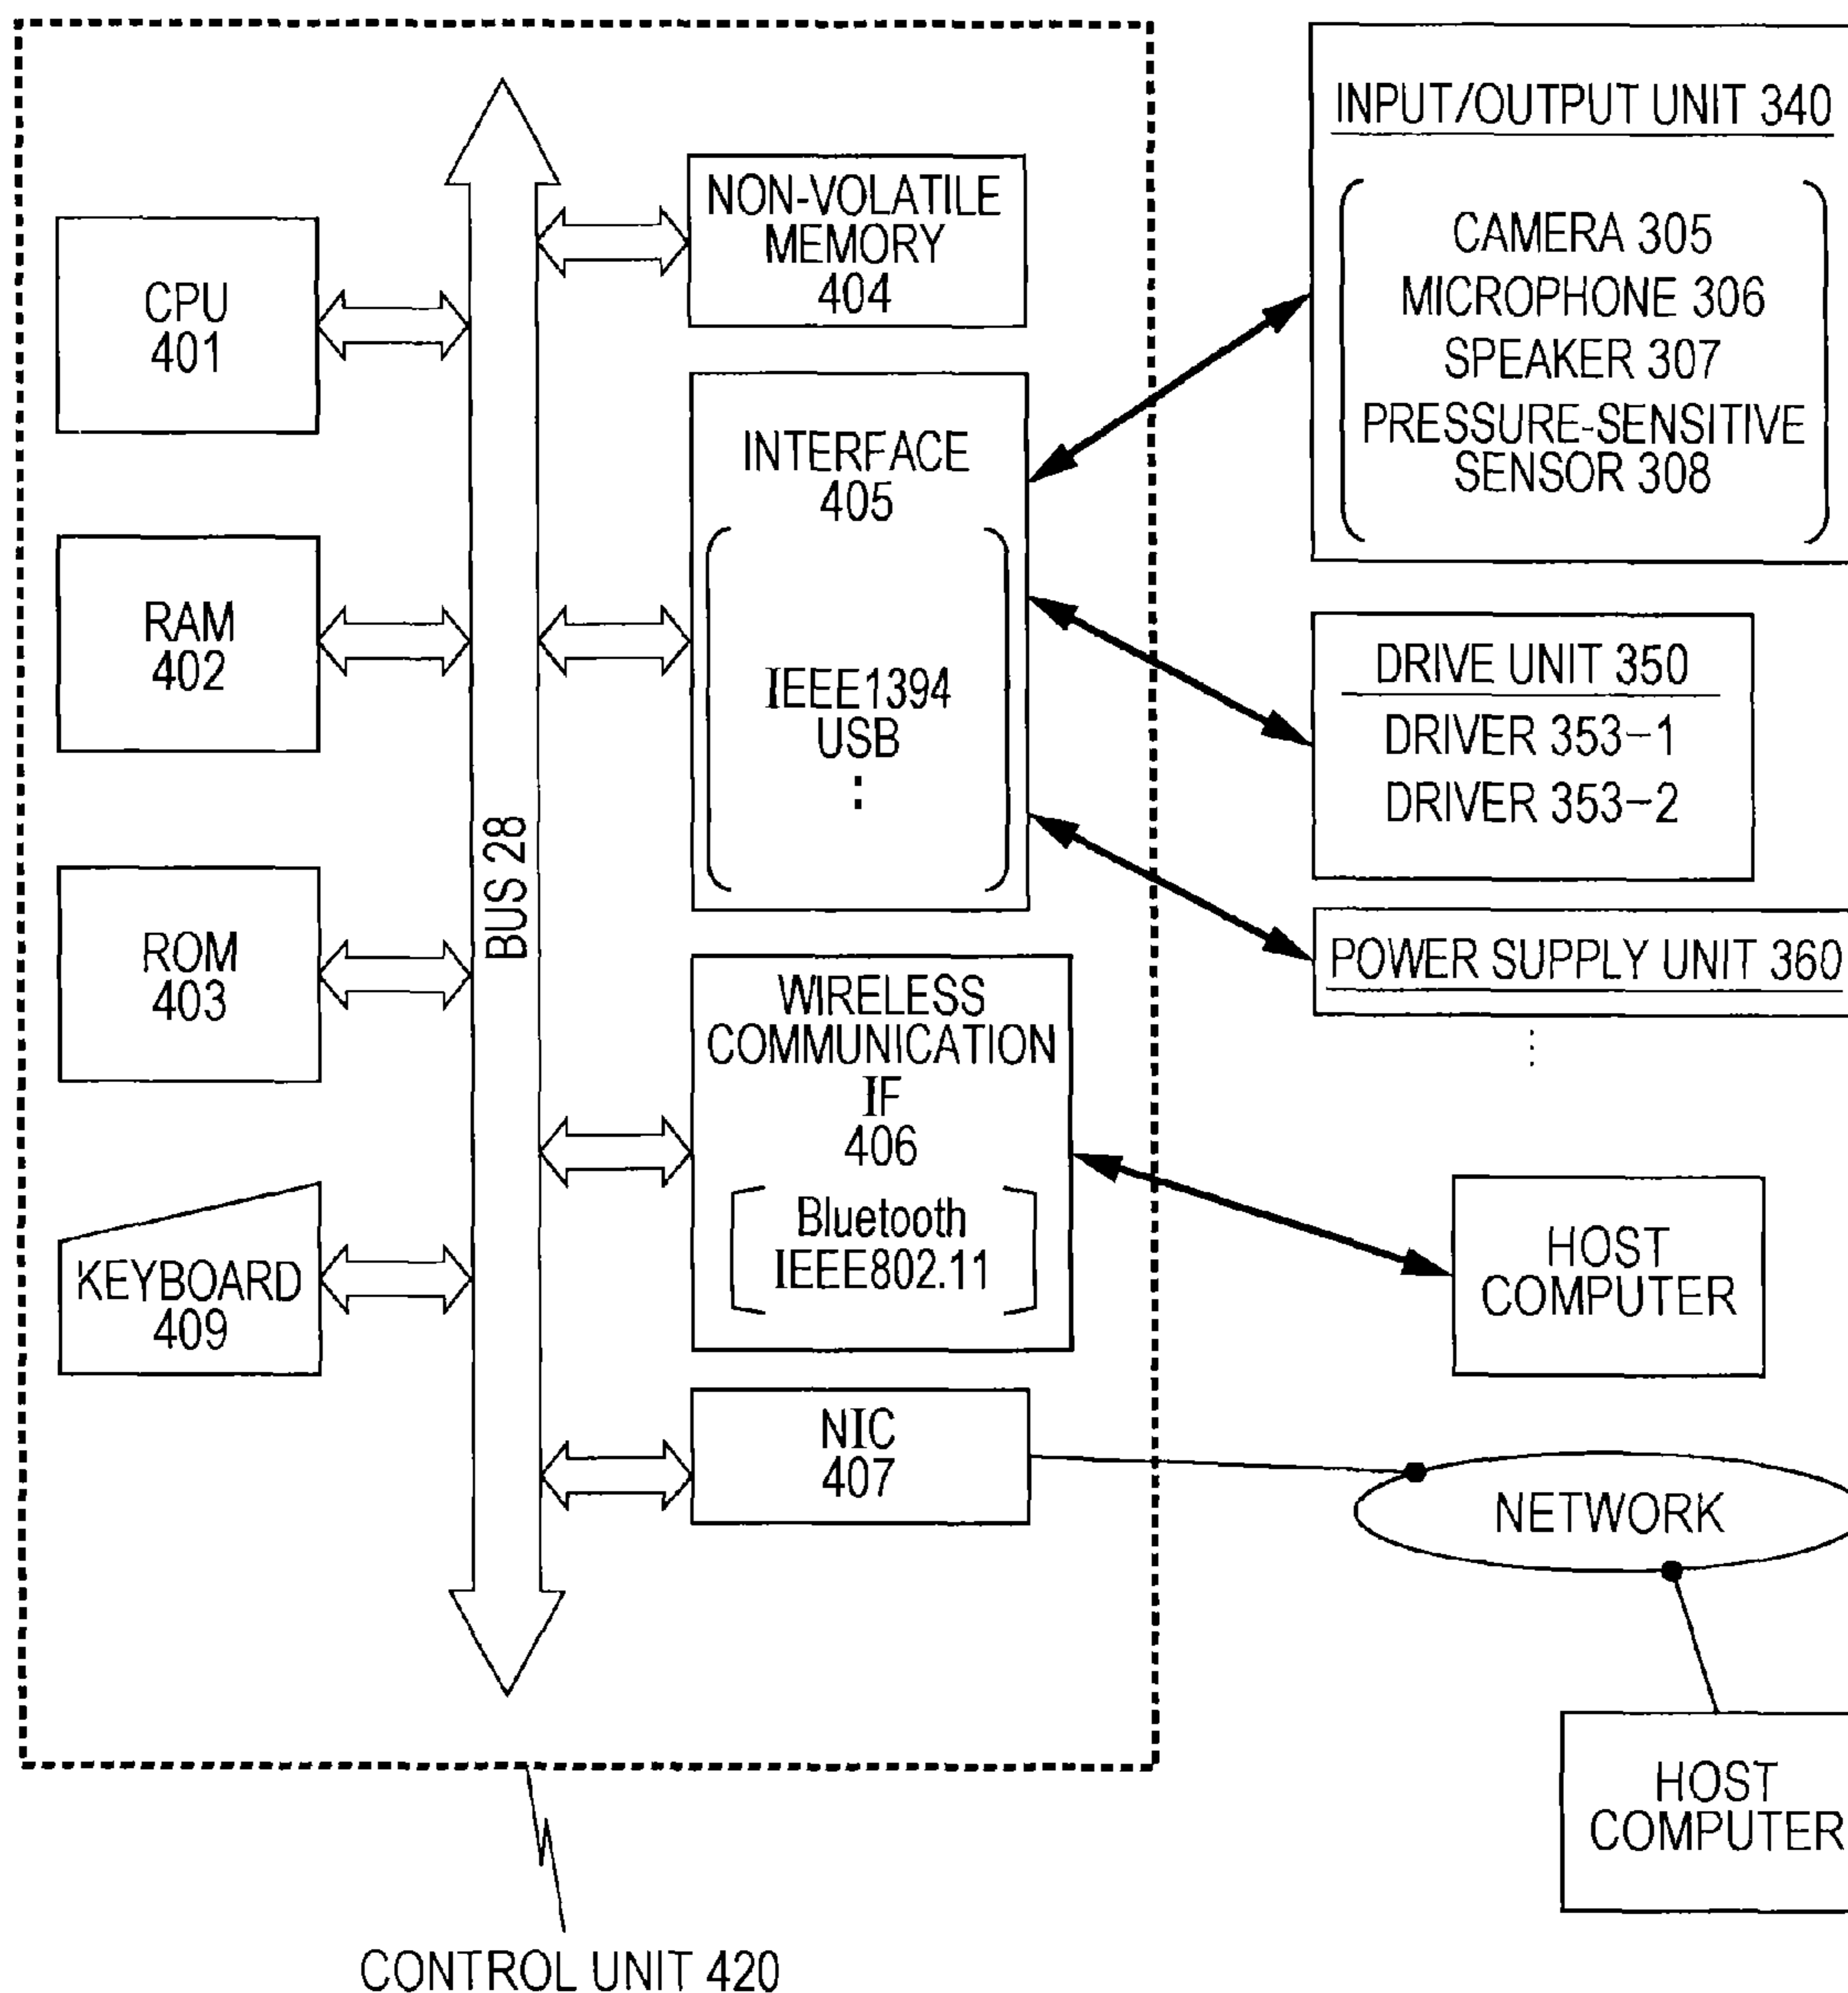 CPU
401
RAM
402
ROM
403
KEYBOARD
409
BUS 28
NON-VOLATILE
MEMORY
404
INTERFACE
405
IEEE1394
USB
⋮
WIRELESS
COMMUNICATION
IF
406
Bluetooth
IEEE802.11
NIC
407
INPUT/OUTPUT UNIT 340
CAMERA 305
MICROPHONE 306
SPEAKER 307
PRESSURE-SENSITIVE
SENSOR 308
DRIVE UNIT 350
DRIVER 353-1
DRIVER 353-2
POWER SUPPLY UNIT 360
⋮
HOST
COMPUTER
NETWORK
HOST
COMPUTER
CONTROL UNIT 420